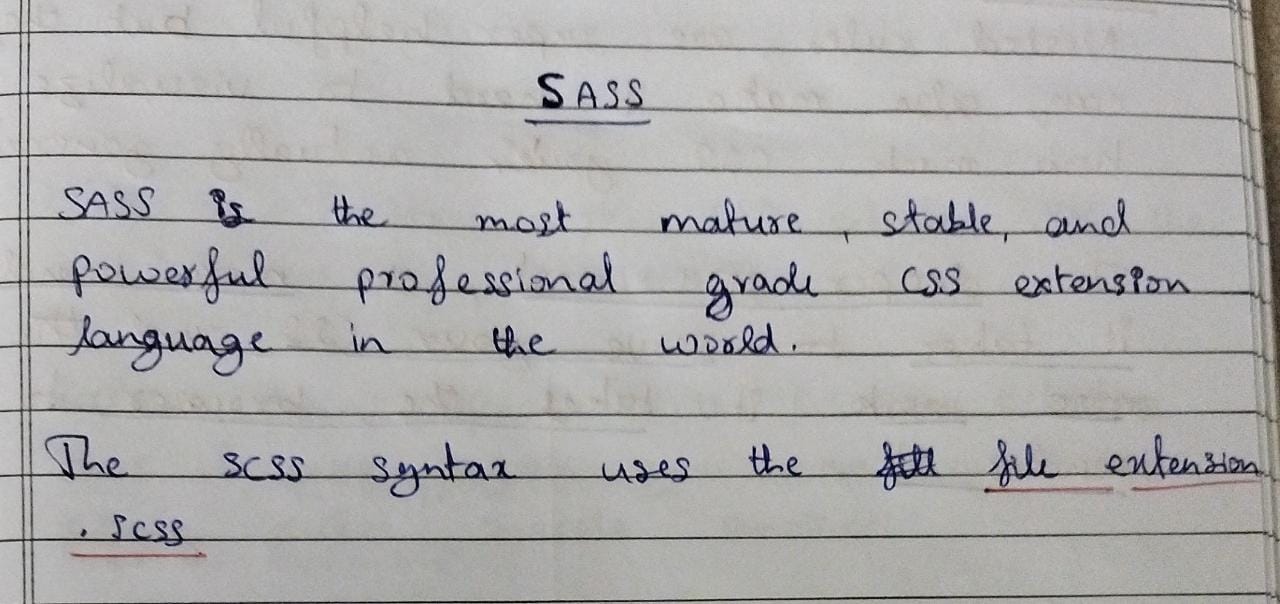 SASS
SASS is the most mature, stable, and
powerful professional grade CSS extension
language in the world.
The SCSS syntax uses the file extension
.SCSS